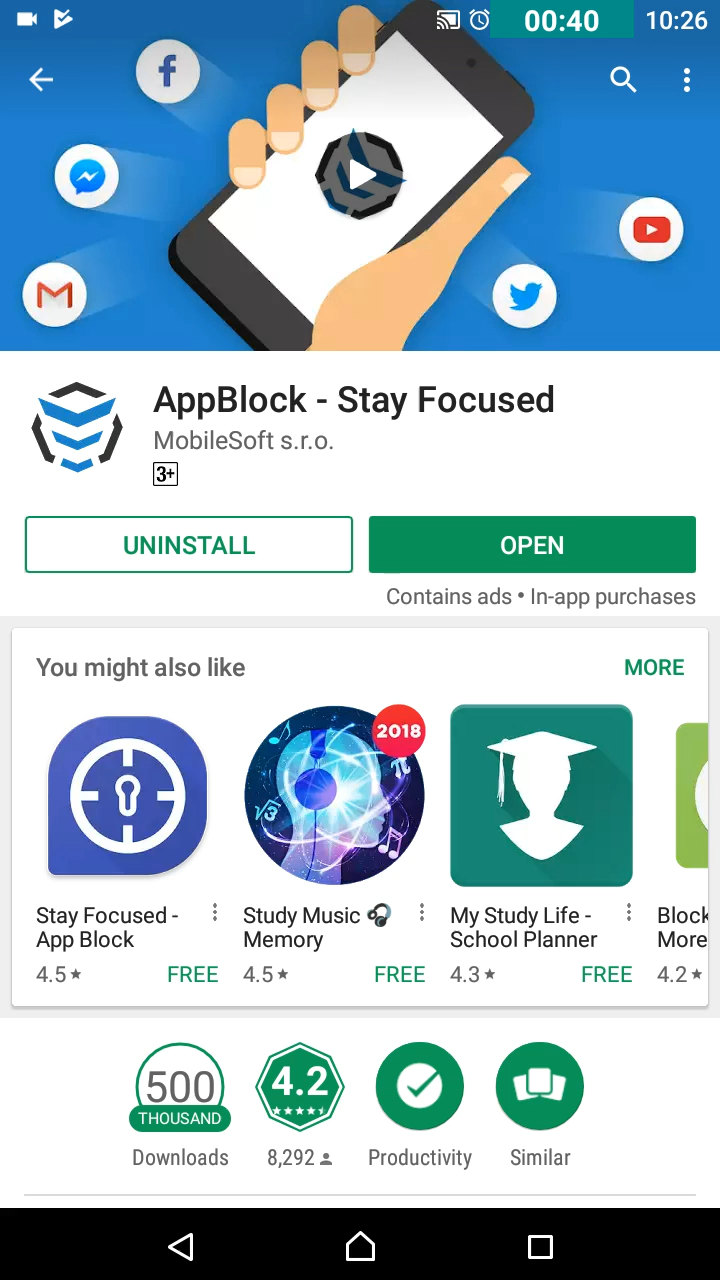 00:40 10:26
AppBlock - Stay Focused
MobileSoft s.r.o.
3+
UNINSTALL
OPEN
Contains ads • In-app purchases
You might also like
MORE
2018
π
√3
Stay Focused -
App Block
4.5★ FREE
Study Music 🎧
Memory
4.5★ FREE
My Study Life -
School Planner
4.3★ FREE
Block
More
4.2★
500
THOUSAND
Downloads
4.2
8,292
Productivity
Similar